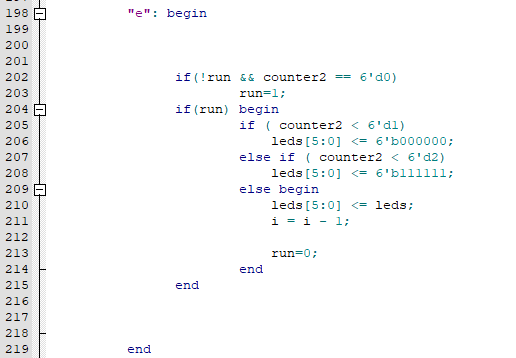 198 "e": begin
199
200
201
202 if(!run && counter2 == 6'd0)
203 run=1;
204 if(run) begin
205 if ( counter2 < 6'd1)
206 leds[5:0] <= 6'b000000;
207 else if ( counter2 < 6'd2)
208 leds[5:0] <= 6'b111111;
209 else begin
210 leds[5:0] <= leds;
211 i = i - 1;
212
213 run=0;
214 end
215 end
216
217
218
219 end